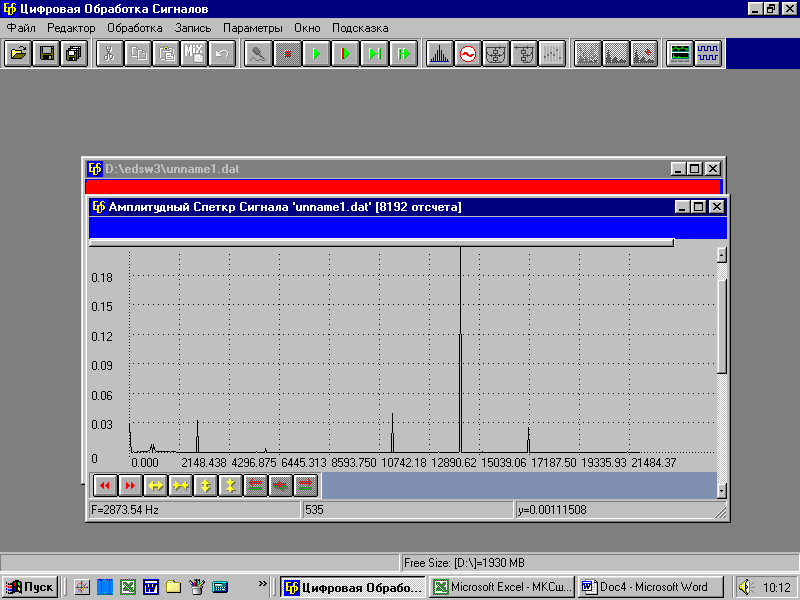 Цифровая Обработка Сигналов
Файл Редактор Обработка Запись Параметры Окно Подсказка
MiX
D:\edsw3\unname1.dat
Амплитудный Спеткр Сигнала 'unname1.dat' [8192 отсчета]
0.18
0.15
0.12
0.09
0.06
0.03
0
0.000 2148.438 4296.875 6445.313 8593.750 10742.18 12890.62 15039.06 17187.50 19335.93 21484.37
F=2873.54 Hz 535 y=0.00111508
Free Size: [D:\]=1930 MB
Пуск » Цифровая Обрабо... Microsoft Excel - МКСш... Doc4 - Microsoft Word 10:12